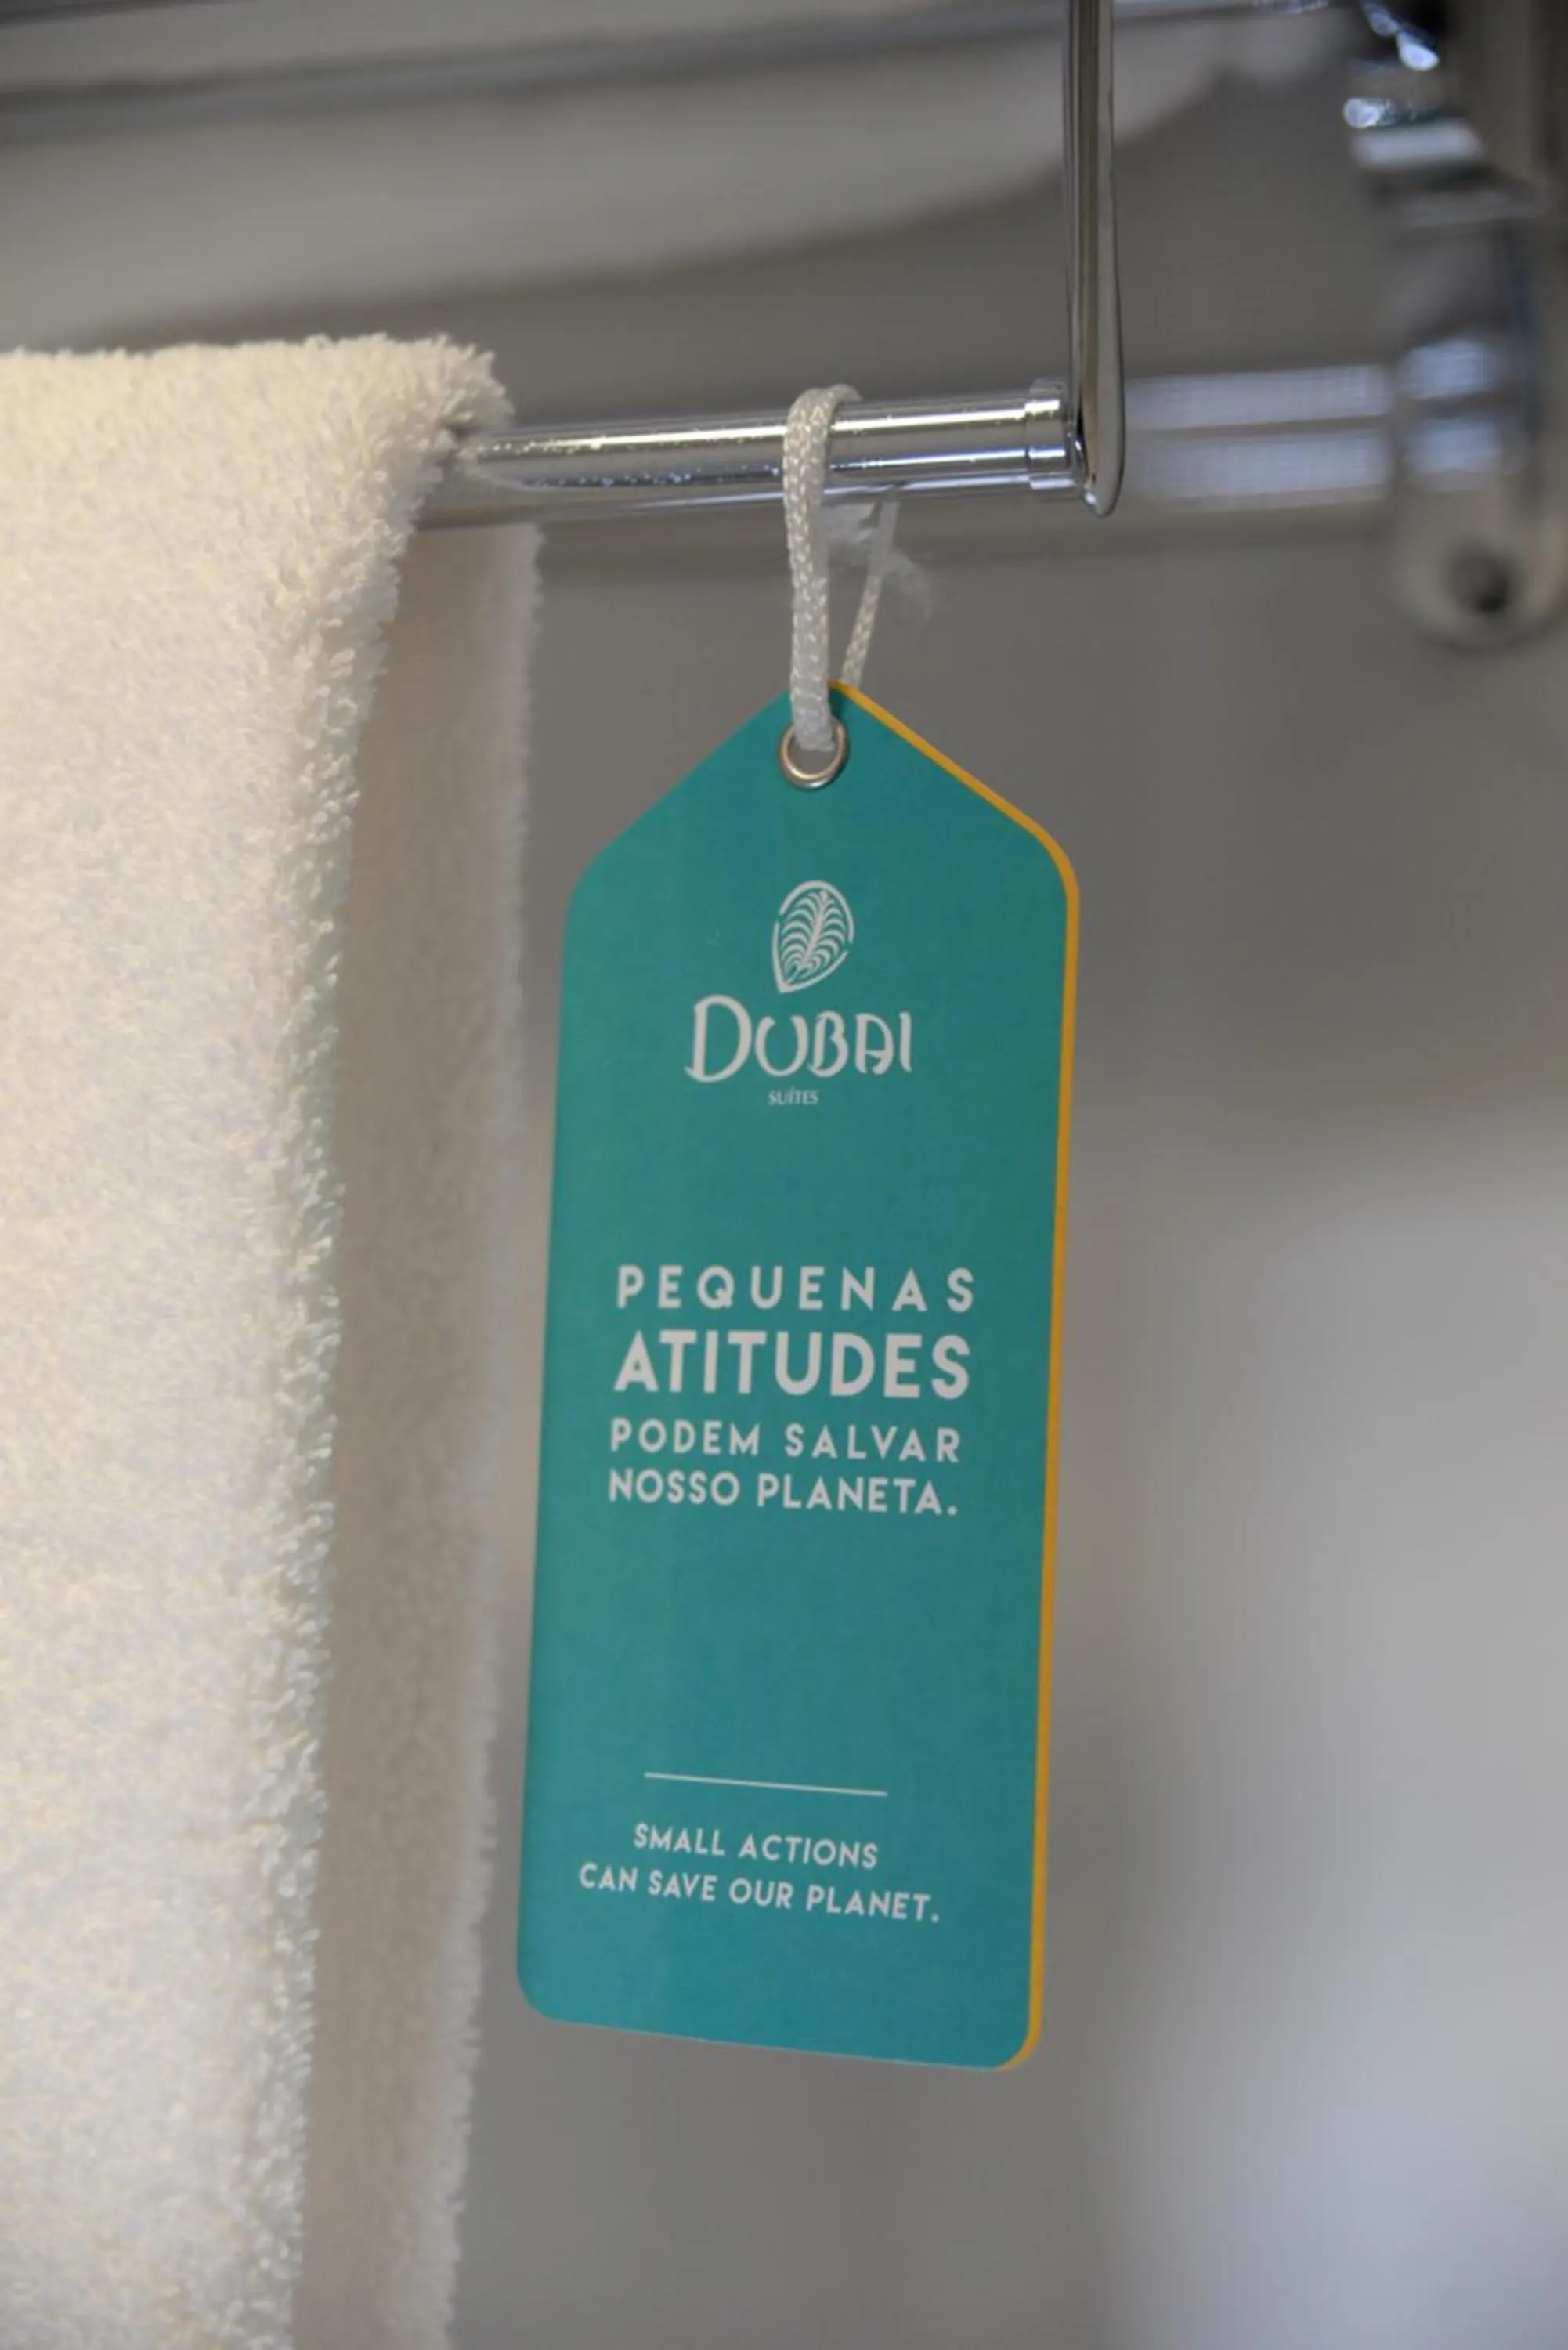 DUBAI
SUÍTES
PEQUENAS
ATITUDES
PODEM SALVAR
NOSSO PLANETA.
SMALL ACTIONS
CAN SAVE OUR PLANET.